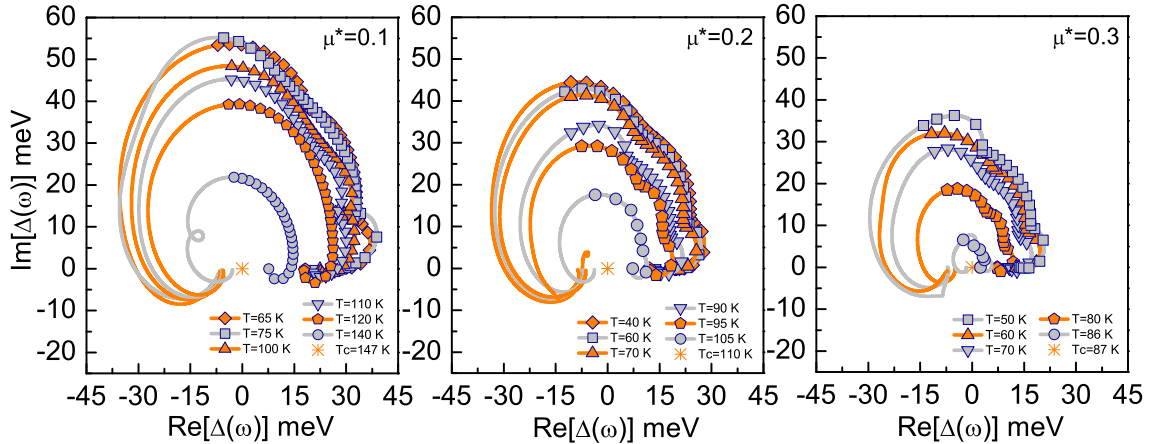 Im[Δ(ω)] meV
60
50
40
30
20
10
0
-10
-20
μ*=0.1
T=110 K
T=65 K
T=120 K
T=75 K
T=140 K
T=100 K
Tc=147 K
-45 -30 -15 0 15 30 45
Re[Δ(ω)] meV
60
50
40
30
20
10
0
-10
-20
μ*=0.2
T=90 K
T=40 K
T=95 K
T=60 K
T=105 K
T=70 K
Tc=110 K
-45 -30 -15 0 15 30 45
Re[Δ(ω)] meV
60
50
40
30
20
10
0
-10
-20
μ*=0.3
T=50 K
T=80 K
T=60 K
T=86 K
T=70 K
Tc=87 K
-45 -30 -15 0 15 30 45
Re[Δ(ω)] meV